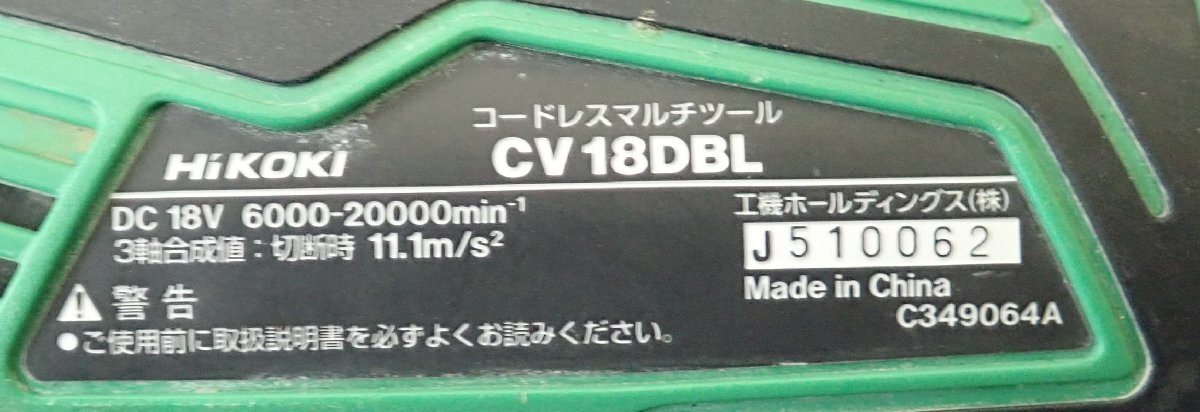 コードレスマルチツール
HiKOKI CV18DBL
DC 18V 6000-20000min⁻¹ 工機ホールディングス(株)
3軸合成値：切断時 11.1m/s² J510062
Made in China
警告 C349064A
●ご使用前に取扱説明書を必ずよくお読みください。